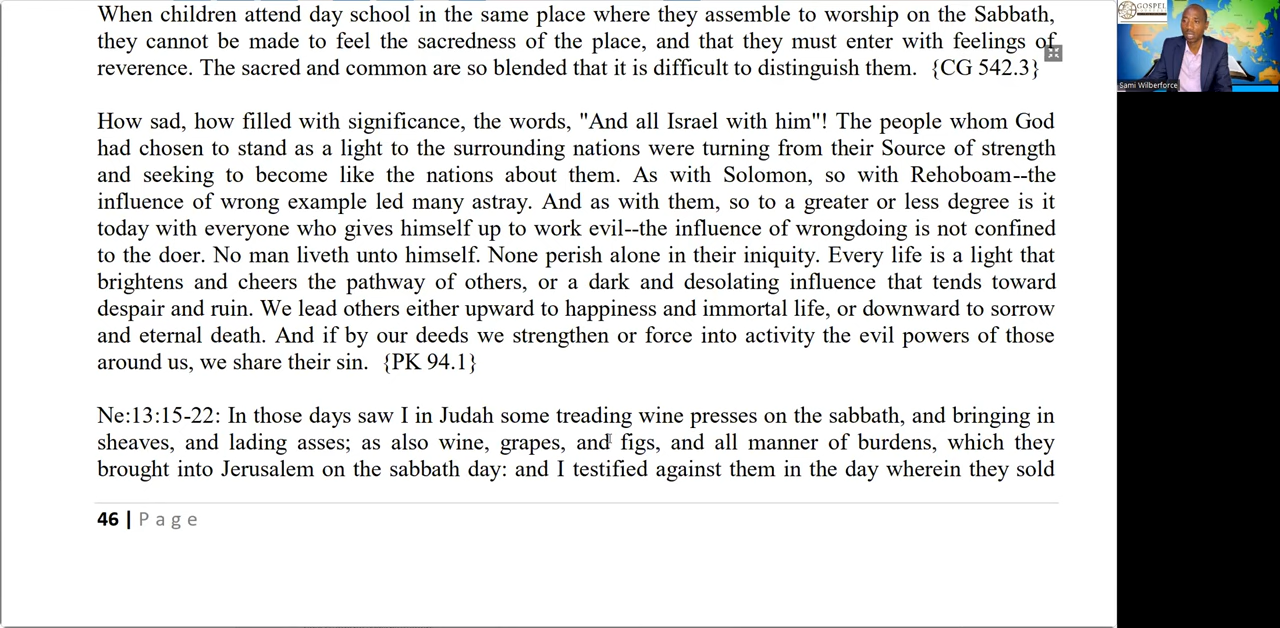 When children attend day school in the same place where they assemble to worship on the Sabbath,
they cannot be made to feel the sacredness of the place, and that they must enter with feelings of
reverence. The sacred and common are so blended that it is difficult to distinguish them.  {CG 542.3}
How sad, how filled with significance, the words, "And all Israel with him"! The people whom God
had chosen to stand as a light to the surrounding nations were turning from their Source of strength
and seeking to become like the nations about them. As with Solomon, so with Rehoboam--the
influence of wrong example led many astray. And as with them, so to a greater or less degree is it
today with everyone who gives himself up to work evil--the influence of wrongdoing is not confined
to the doer. No man liveth unto himself. None perish alone in their iniquity. Every life is a light that
brightens and cheers the pathway of others, or a dark and desolating influence that tends toward
despair and ruin. We lead others either upward to happiness and immortal life, or downward to sorrow
and eternal death. And if by our deeds we strengthen or force into activity the evil powers of those
around us, we share their sin.  {PK 94.1}
Ne:13:15-22: In those days saw I in Judah some treading wine presses on the sabbath, and bringing in
sheaves, and lading asses; as also wine, grapes, and figs, and all manner of burdens, which they
brought into Jerusalem on the sabbath day: and I testified against them in the day wherein they sold
46 | P a g e
GOSPEL
Sami Wilberforce